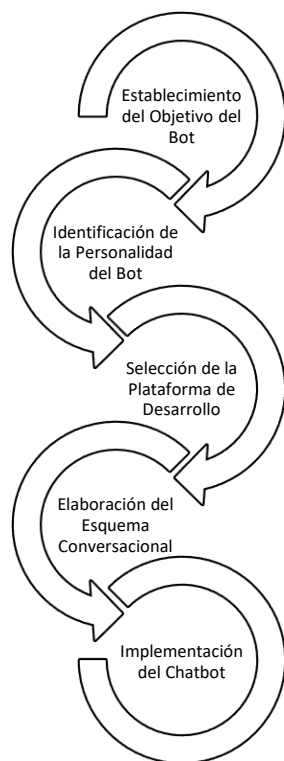 Establecimiento
del Objetivo del
Bot
Identificación de
la Personalidad
del Bot
Selección de la
Plataforma de
Desarrollo
Elaboración del
Esquema
Conversacional
Implementación
del Chatbot